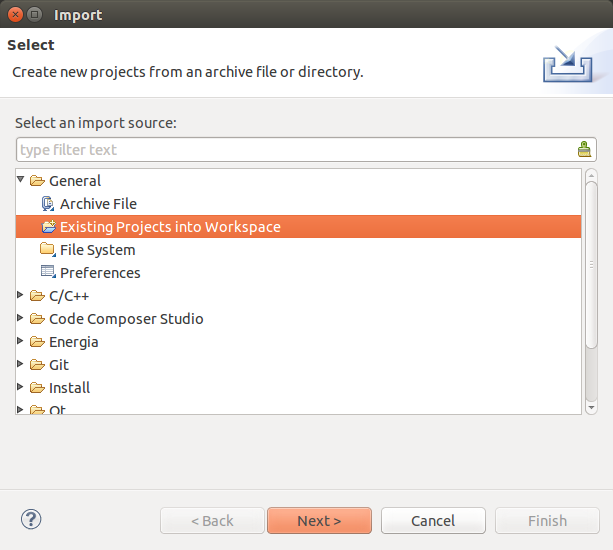 Import
Select
Create new projects from an archive file or directory.
Select an import source:
type filter text
General
Archive File
Existing Projects into Workspace
File System
Preferences
C/C++
Code Composer Studio
Energia
Git
Install
Qt
?
< Back
Next >
Cancel
Finish